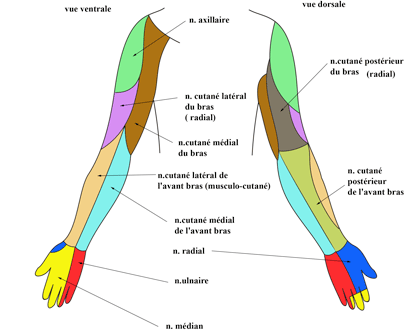 vue ventrale
vue dorsale
n. axillaire
n.cutané postérieur
du bras
(radial)
n. cutané latéral
du bras
( radial)
n.cutané médial
du bras
n.cutané latéral de
l'avant bras (musculo-cutané)
n. cutané
postérieur
de l'avant bras
n.cutané médial
de l'avant bras
n. radial
n.ulnaire
n. médian